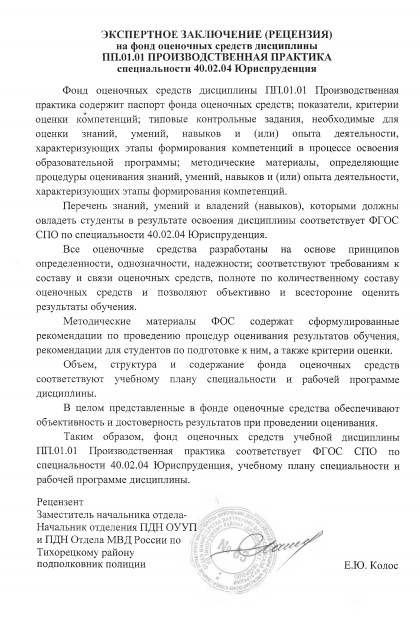 ЭКСПЕРТНОЕ ЗАКЛЮЧЕНИЕ (РЕЦЕНЗИЯ)
на фонд оценочных средств дисциплины
ПП.01.01 ПРОИЗВОДСТВЕННАЯ ПРАКТИКА
специальности 40.02.04 Юриспруденция
Фонд оценочных средств дисциплины ПП.01.01 Производственная
практика содержит паспорт фонда оценочных средств; показатели, критерии
оценки компетенций; типовые контрольные задания, необходимые для
оценки знаний, умений, навыков и (или) опыта деятельности,
характеризующих этапы формирования компетенций в процессе освоения
образовательной программы; методические материалы, определяющие
процедуры оценивания знаний, умений, навыков и (или) опыта деятельности,
характеризующих этапы формирования компетенций.
Перечень знаний, умений и владений (навыков), которыми должны
овладеть студенты в результате освоения дисциплины соответствует ФГОС
СПО по специальности 40.02.04 Юриспруденция.
Все оценочные средства разработаны на основе принципов
определенности, однозначности, надежности; соответствуют требованиям к
составу и связи оценочных средств, полноте по количественному составу
оценочных средств и позволяют объективно и всесторонне оценить
результаты обучения.
Методические материалы ФОС содержат сформулированные
рекомендации по проведению процедур оценивания результатов обучения,
рекомендации для студентов по подготовке к ним, а также критерии оценки.
Объем, структура и содержание фонда оценочных средств
соответствуют учебному плану специальности и рабочей программе
дисциплины.
В целом представленные в фонде оценочные средства обеспечивают
объективность и достоверность результатов при проведении оценивания.
Таким образом, фонд оценочных средств учебной дисциплины
ПП.01.01 Производственная практика соответствует ФГОС СПО по
специальности 40.02.04 Юриспруденция, учебному плану специальности и
рабочей программе дисциплины.
Рецензент
Заместитель начальника отдела-
Начальник отделения ПДН ОУУП
и ПДН Отдела МВД России по
Тихорецкому району
подполковник полиции
Е.Ю. Колос